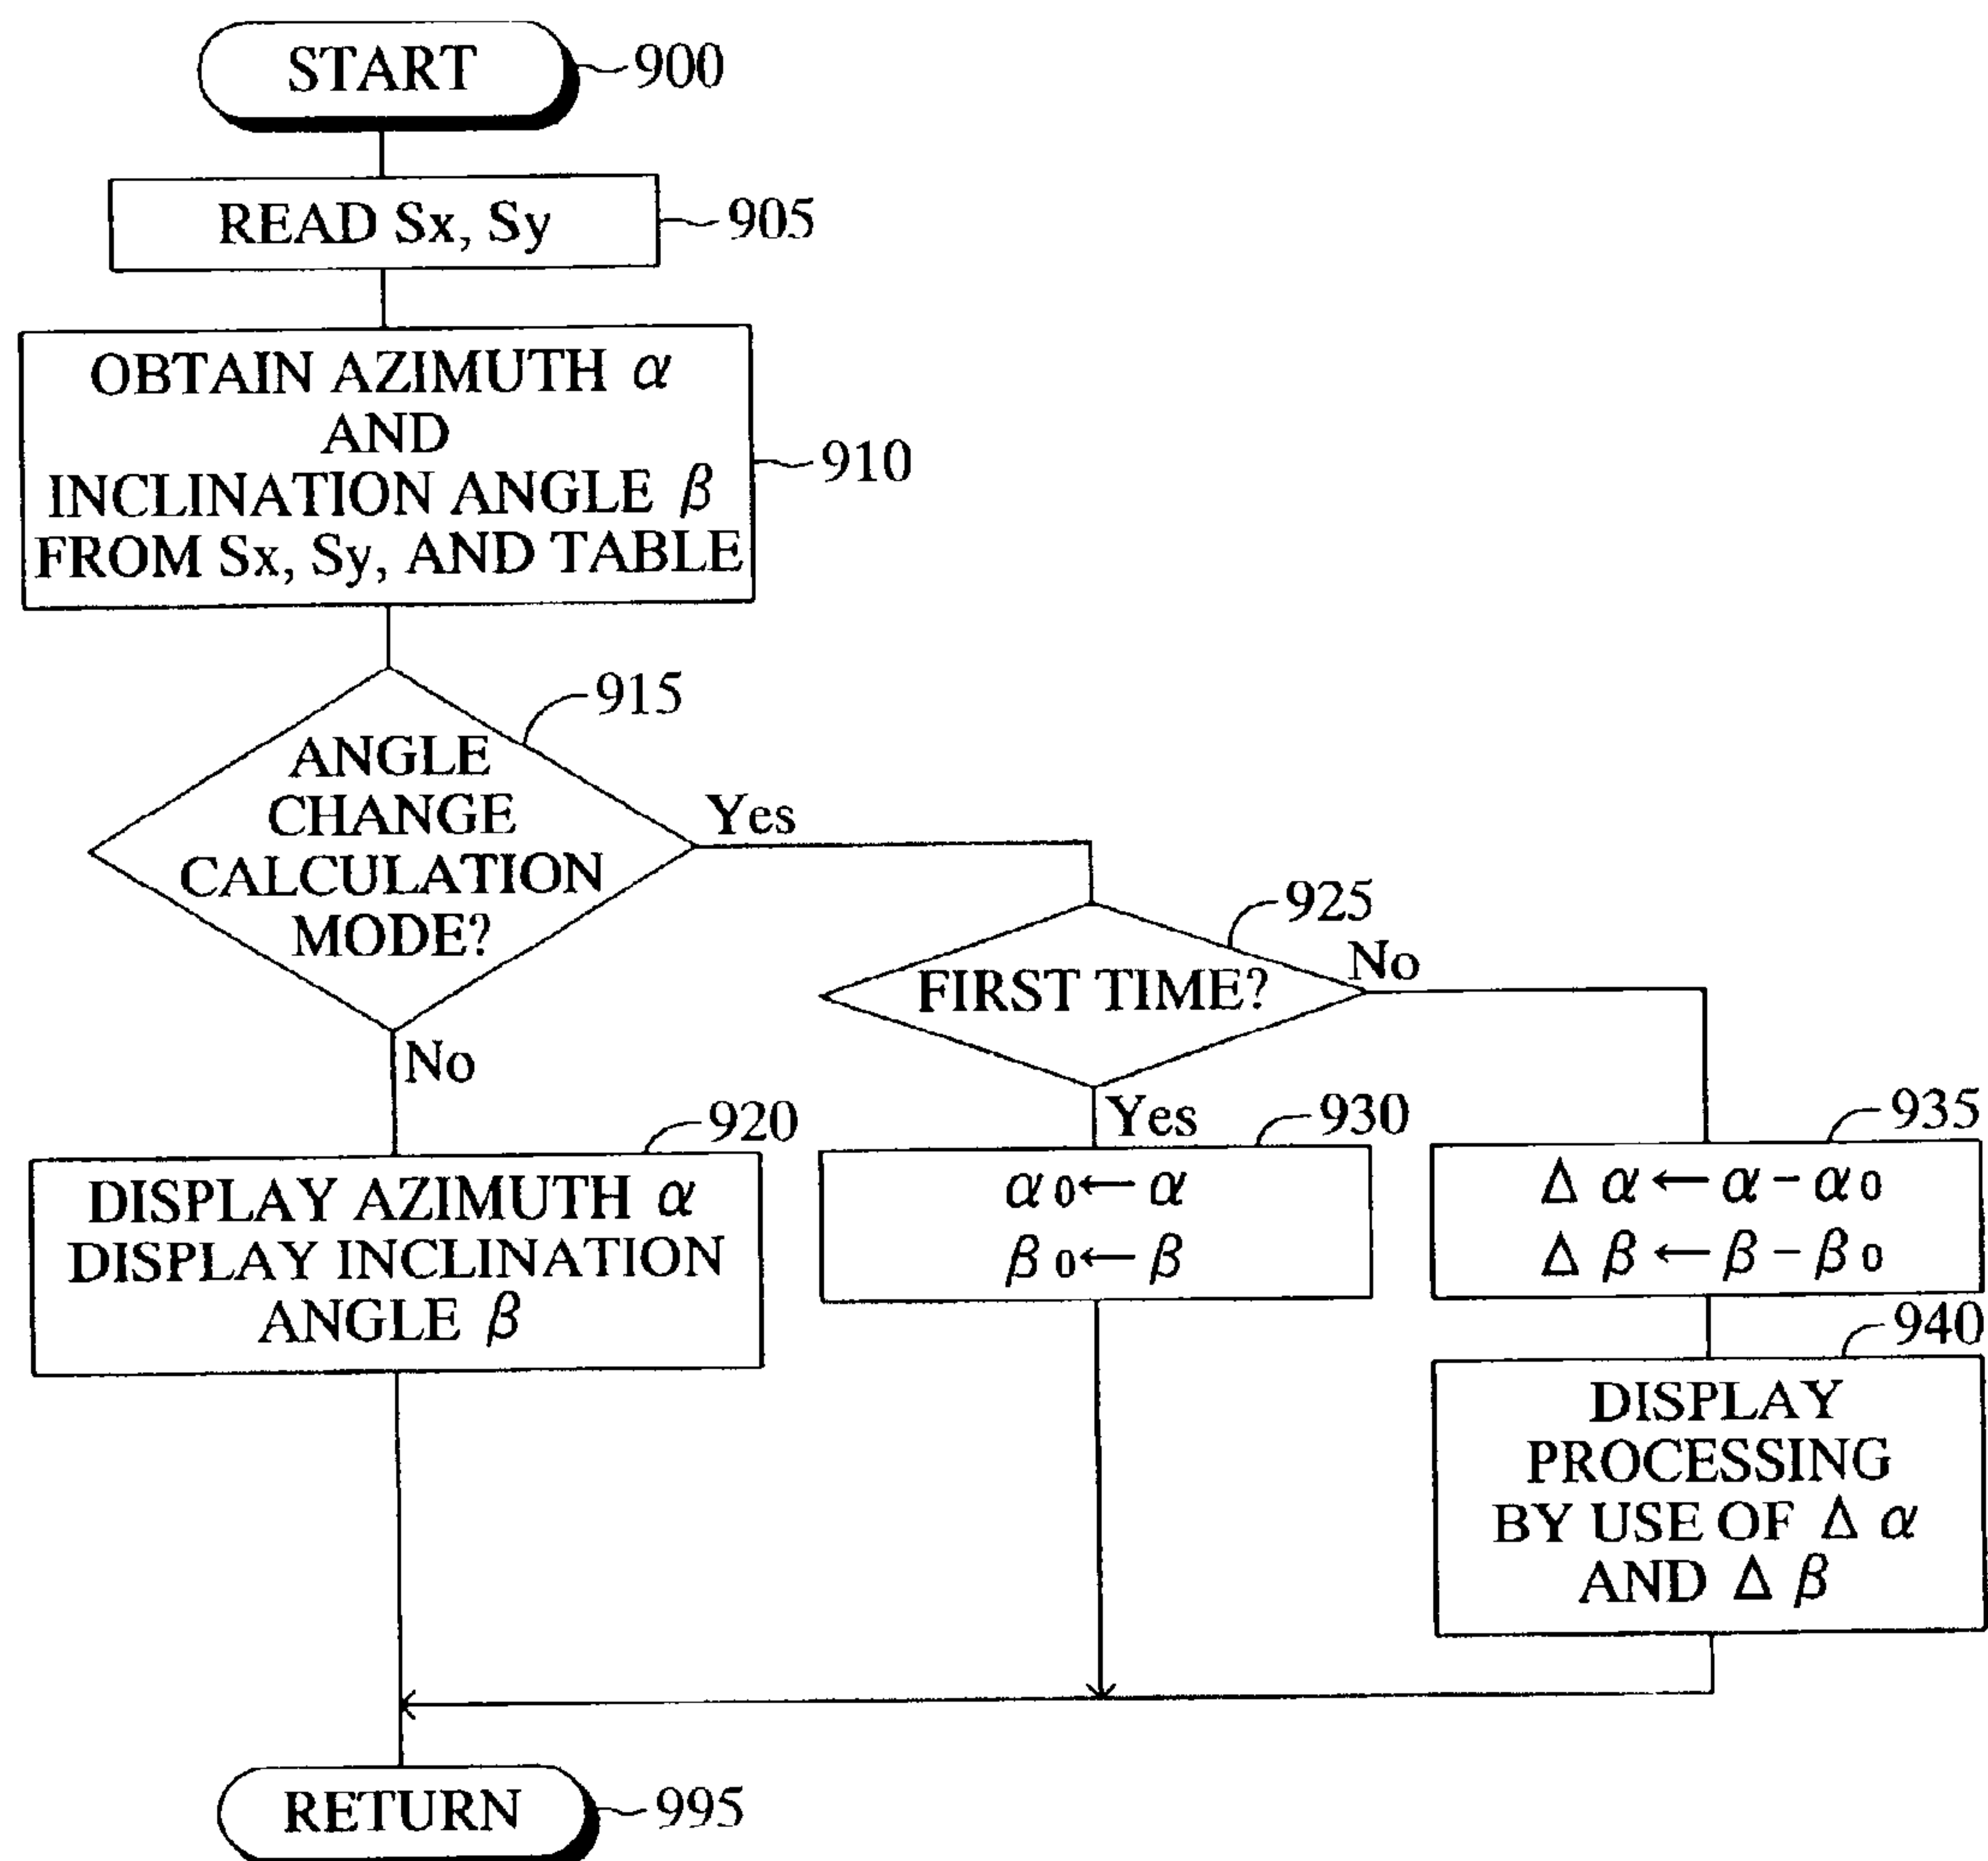 START
900
READ Sx, Sy
905
OBTAIN AZIMUTH α
AND
INCLINATION ANGLE β
FROM Sx, Sy, AND TABLE
910
915
ANGLE
CHANGE
CALCULATION
MODE?
Yes
No
925
FIRST TIME?
No
Yes
920
DISPLAY AZIMUTH α
DISPLAY INCLINATION
ANGLE β
930
α0←α
β0←β
935
Δα←α-α0
Δβ←β-β0
940
DISPLAY
PROCESSING
BY USE OF Δα
AND Δβ
RETURN
995